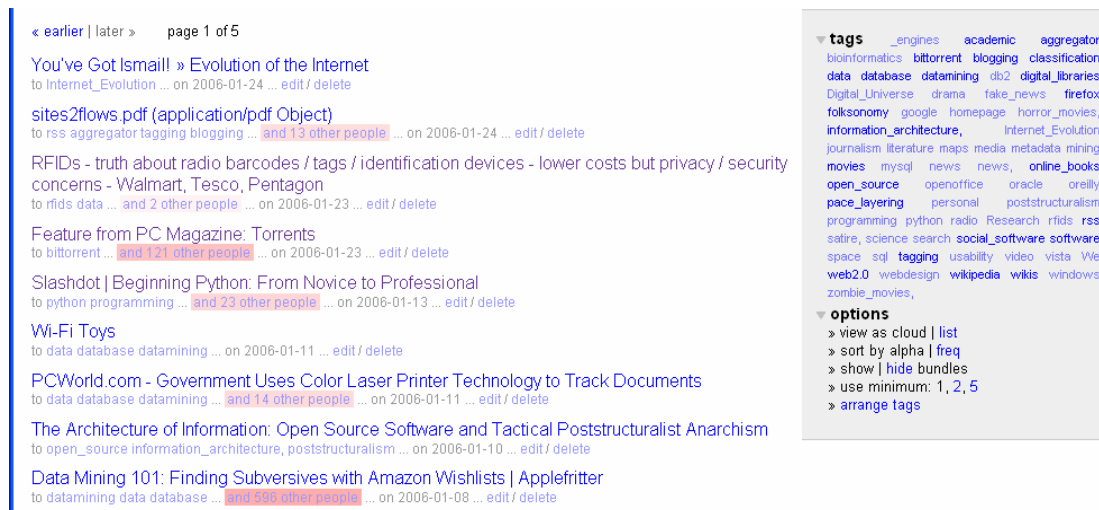 « earlier | later » page 1 of 5
You've Got Ismail! » Evolution of the Internet
to Internet_Evolution ... on 2006-01-24 ... edit / delete
sites2flows.pdf (application/pdf Object)
to rss aggregator tagging blogging ... and 13 other people ... on 2006-01-24 ... edit / delete
RFIDs - truth about radio barcodes / tags / identification devices - lower costs but privacy / security
concerns - Walmart, Tesco, Pentagon
to rfids data ... and 2 other people ... on 2006-01-23 ... edit / delete
Feature from PC Magazine: Torrents
to bittorrent ... and 121 other people ... on 2006-01-23 ... edit / delete
Slashdot | Beginning Python: From Novice to Professional
to python programming ... and 23 other people ... on 2006-01-13 ... edit / delete
Wi-Fi Toys
to data database datamining ... on 2006-01-11 ... edit / delete
PCWorld.com - Government Uses Color Laser Printer Technology to Track Documents
to data database datamining ... and 14 other people ... on 2006-01-11 ... edit / delete
The Architecture of Information: Open Source Software and Tactical Poststructuralist Anarchism
to open_source information_architecture, poststructuralism ... on 2006-01-10 ... edit / delete
Data Mining 101: Finding Subversives with Amazon Wishlists | Applefritter
to datamining data database ... and 596 other people ... on 2006-01-08 ... edit / delete
tags _engines academic aggregator
bioinformatics bittorrent blogging classification
data database datamining db2 digital_libraries
Digital_Universe drama fake_news firefox
folksonomy google homepage horror_movies,
information_architecture, Internet_Evolution
journalism literature maps media metadata mining
movies mysql news news, online_books
open_source openoffice oracle oreilly
pace_layering personal poststructuralism
programming python radio Research rfids rss
satire, science search social_software software
space sql tagging usability video vista We
web2.0 webdesign wikipedia wikis windows
zombie_movies,
options
» view as cloud | list
» sort by alpha | freq
» show | hide bundles
» use minimum: 1, 2, 5
» arrange tags